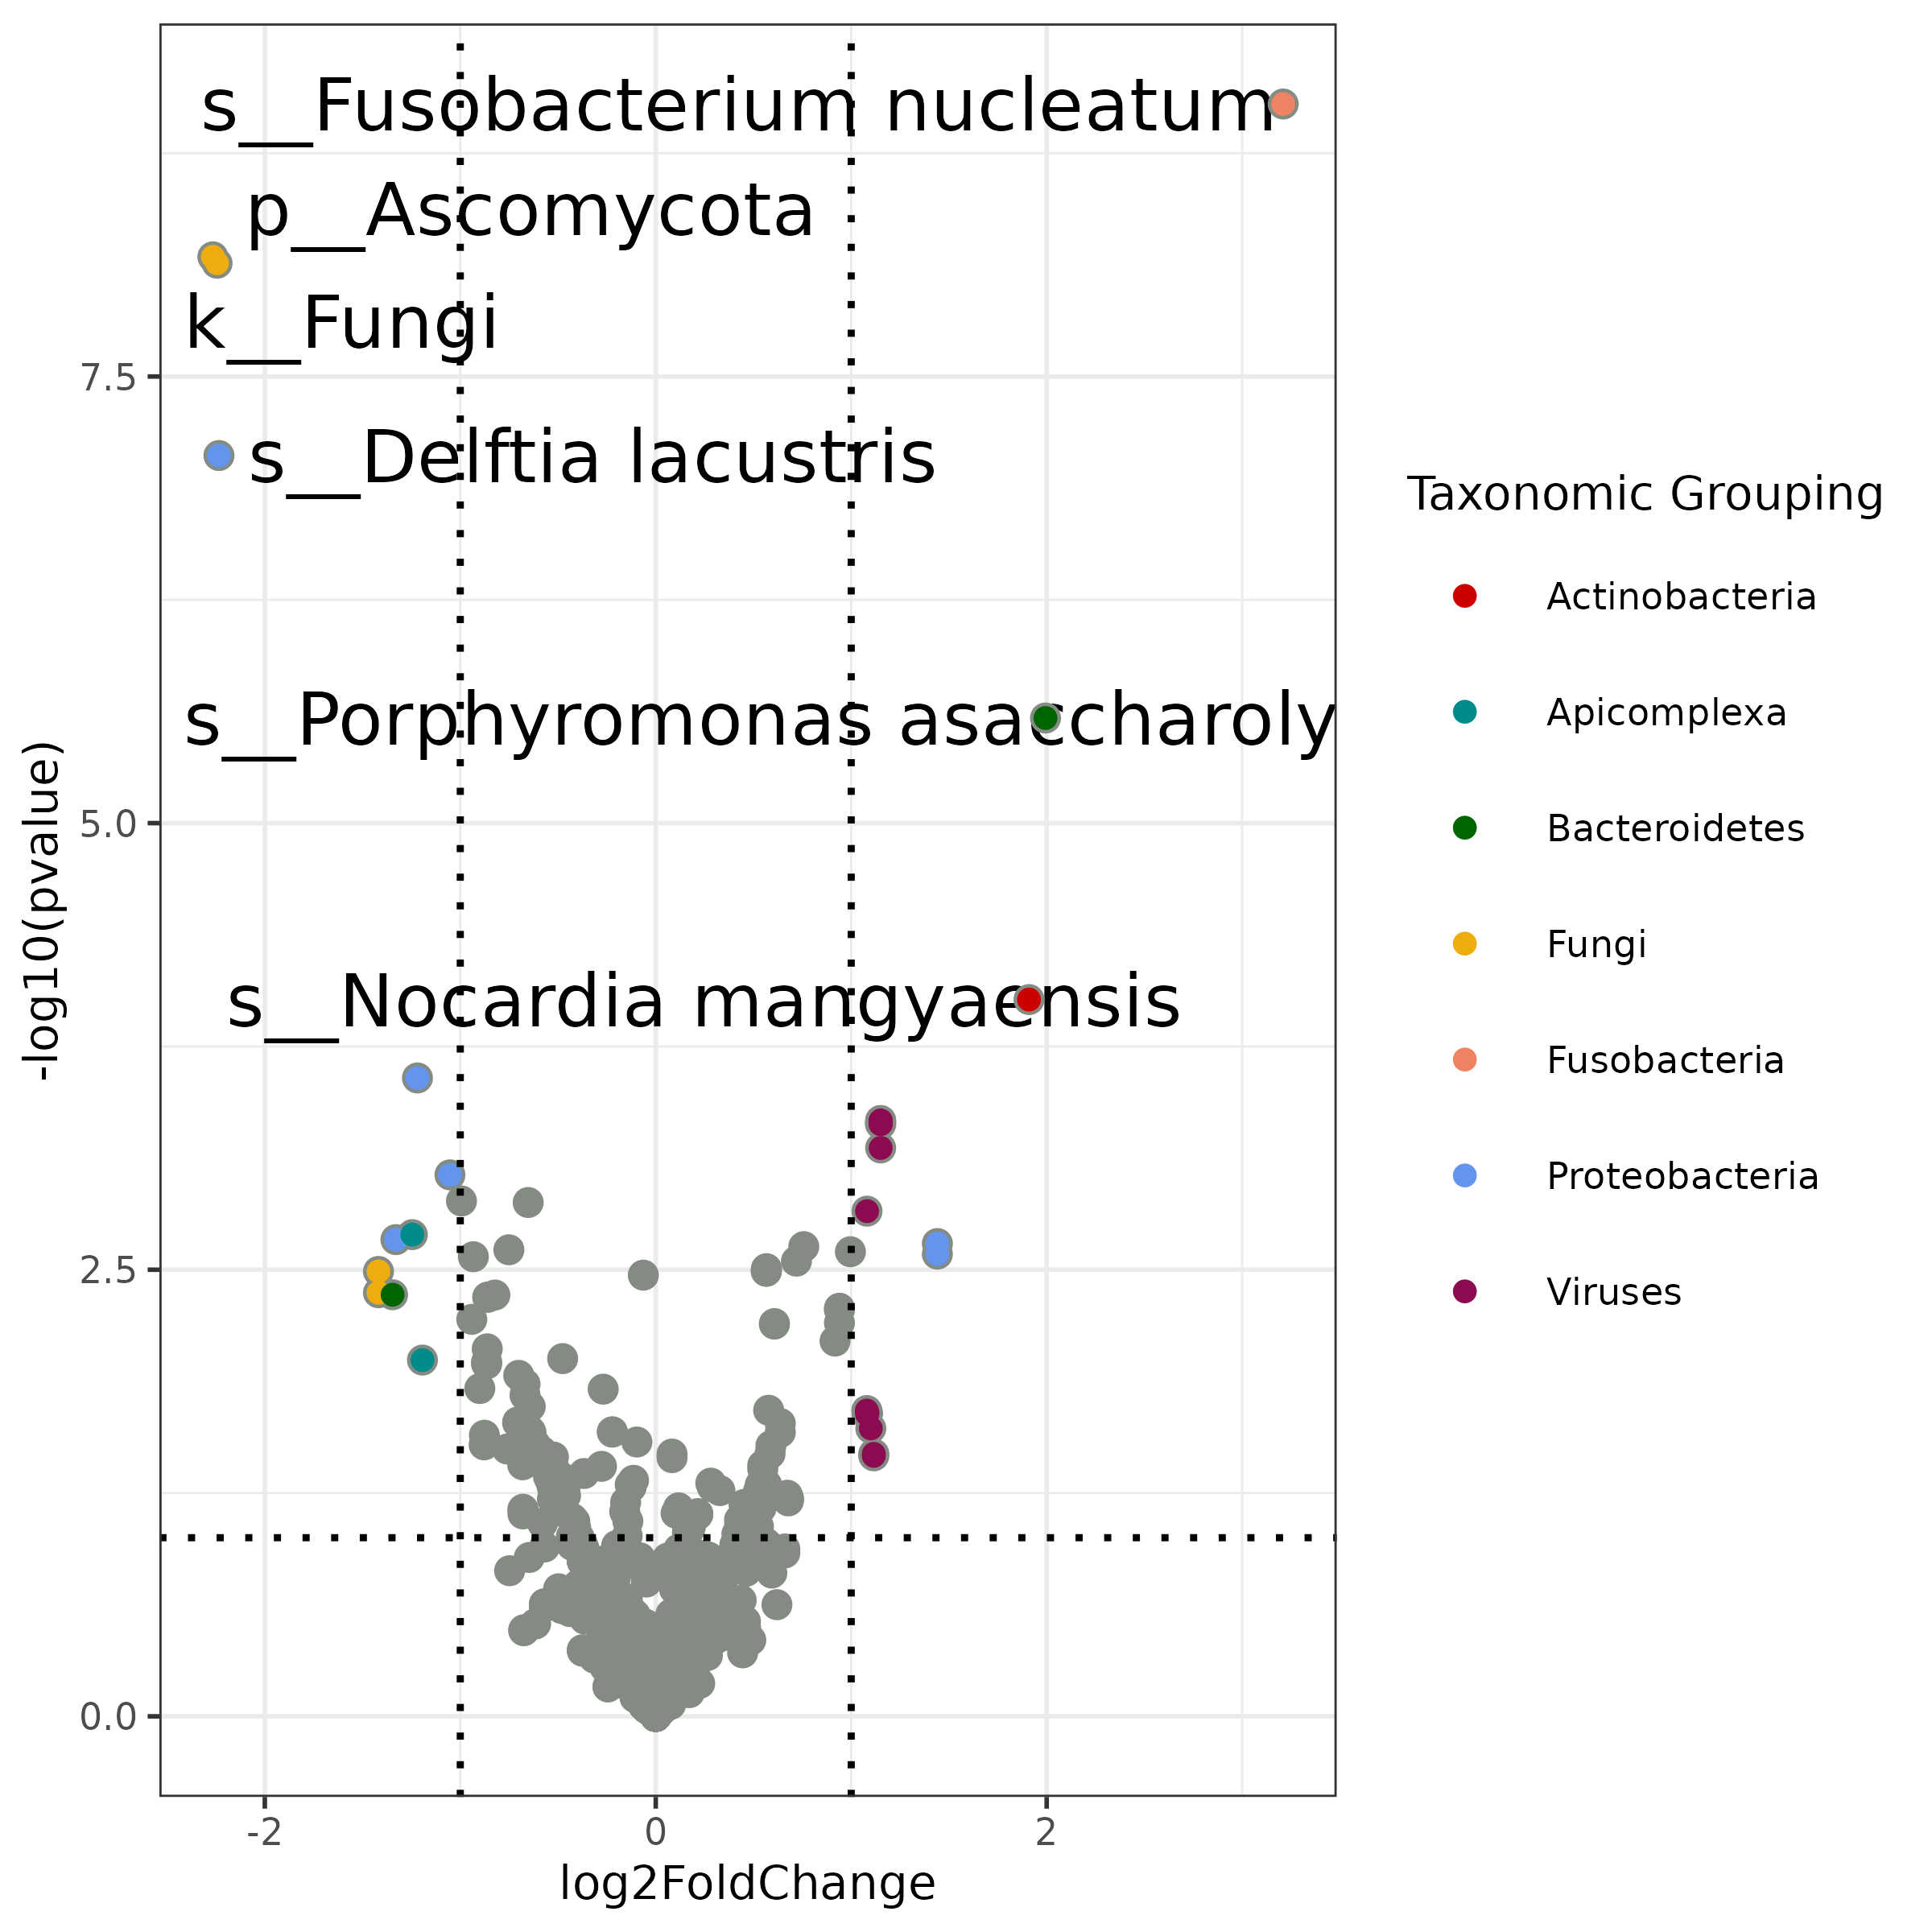 s__Fusobacterium nucleatum
p__Ascomycota
k__Fungi
7.5
s__Delftia lacustris
s__Porphyromonas asaccharoly
5.0
s__Nocardia mangyaensis
2.5
0.0
-log10(pvalue)
-2
0
2
log2FoldChange
Taxonomic Grouping
Actinobacteria
Apicomplexa
Bacteroidetes
Fungi
Fusobacteria
Proteobacteria
Viruses